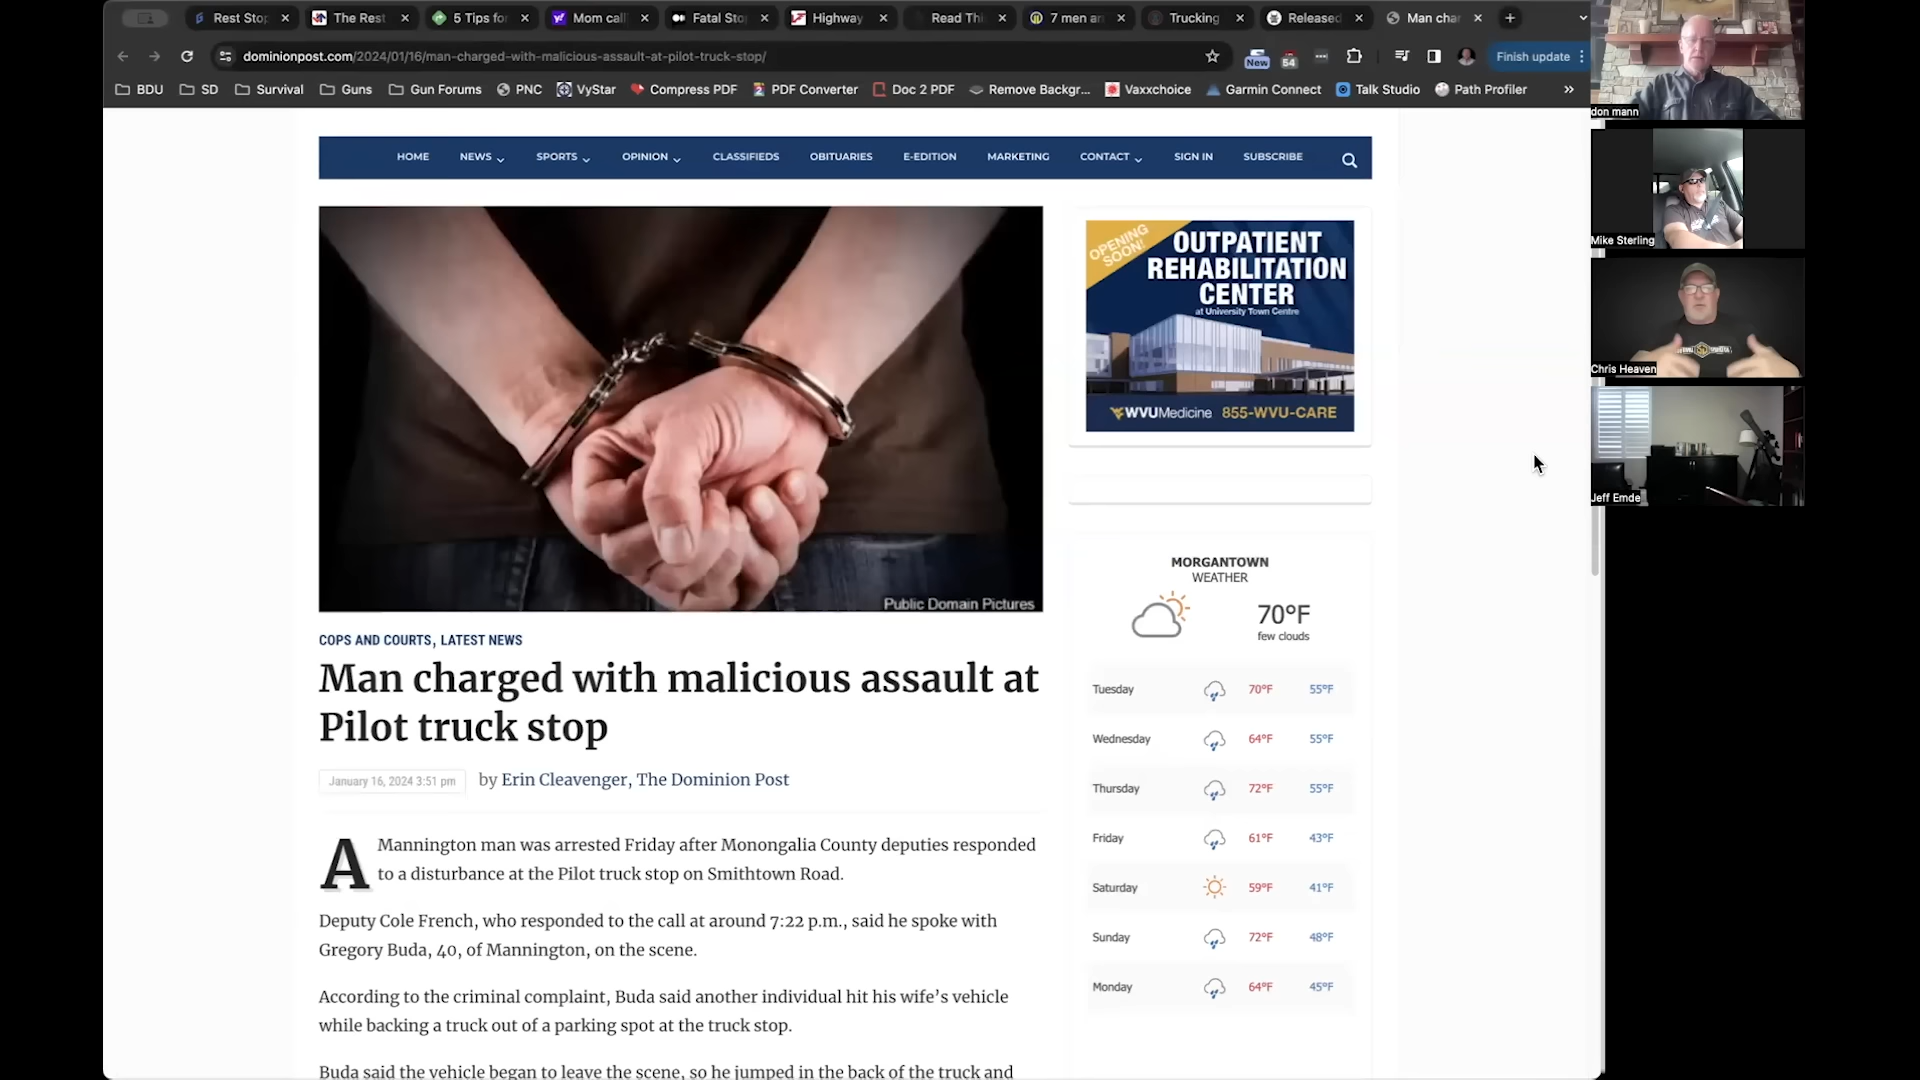 Rest Stop
The Rest
5 Tips for
Mom call
Fatal Sto
Highway
Read Thi
7 men an
Trucking
Released
Man char
dominionpost.com/2024/01/16/man-charged-with-malicious-assault-at-pilot-truck-stop/
New
54
Finish update
BDU
SD
Survival
Guns
Gun Forums
PNC
VyStar
Compress PDF
PDF Converter
Doc 2 PDF
Remove Backgr...
Vaxxchoice
Garmin Connect
Talk Studio
Path Profiler
»
don mann
Mike Sterling
Chris Heaven
Jeff Emde
HOME
NEWS
SPORTS
OPINION
CLASSIFIEDS
OBITUARIES
E-EDITION
MARKETING
CONTACT
SIGN IN
SUBSCRIBE
Public Domain Pictures
OPENING
SOON!
OUTPATIENT
REHABILITATION
CENTER
at University Town Centre
WVUMedicine 855-WVU-CARE
COPS AND COURTS, LATEST NEWS
Man charged with malicious assault at
Pilot truck stop
January 16, 2024 3:51 pm
by Erin Cleavenger, The Dominion Post
A Mannington man was arrested Friday after Monongalia County deputies responded
to a disturbance at the Pilot truck stop on Smithtown Road.
Deputy Cole French, who responded to the call at around 7:22 p.m., said he spoke with
Gregory Buda, 40, of Mannington, on the scene.
According to the criminal complaint, Buda said another individual hit his wife’s vehicle
while backing a truck out of a parking spot at the truck stop.
Buda said the vehicle began to leave the scene, so he jumped in the back of the truck and
MORGANTOWN
WEATHER
70°F
few clouds
Tuesday 70°F 55°F
Wednesday 64°F 55°F
Thursday 72°F 55°F
Friday 61°F 43°F
Saturday 59°F 41°F
Sunday 72°F 48°F
Monday 64°F 45°F